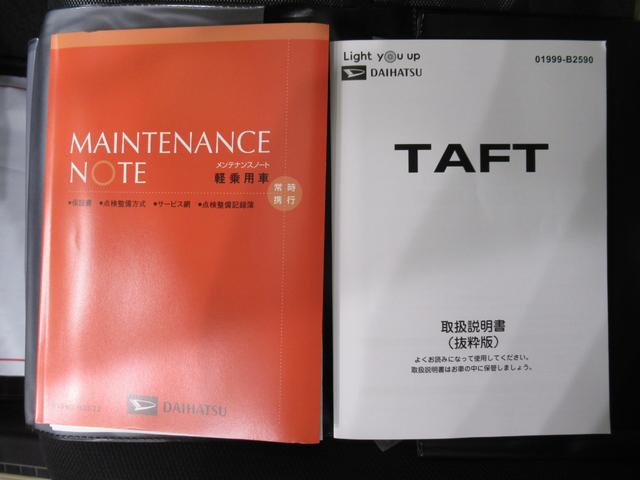 MAINTENANCE
NOTE
メンテナンスノート
軽乗用車
常時
携行
●保証書 ●点検整備方式 ●サービス網 ●点検整備記録簿
DAIHATSU
Light you up
DAIHATSU
01999-B2590
TAFT
取扱説明書
(抜粋版)
よくお読みになって使用してください。
取扱説明書はお車の中に保管しましょう。